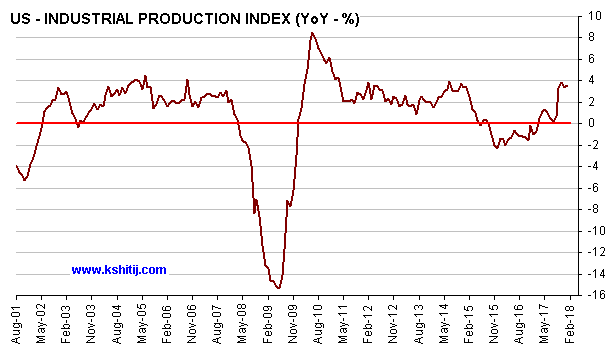 US - INDUSTRIAL PRODUCTION INDEX (YoY - %)
10
8
6
4
2
0
-2
-4
-6
-8
-10
-12
-14
-16
www.kshitij.com
Aug-01
May-02
Feb-03
Nov-03
Aug-04
May-05
Feb-06
Nov-06
Aug-07
May-08
Feb-09
Nov-09
Aug-10
May-11
Feb-12
Nov-12
Aug-13
May-14
Feb-15
Nov-15
Aug-16
May-17
Feb-18